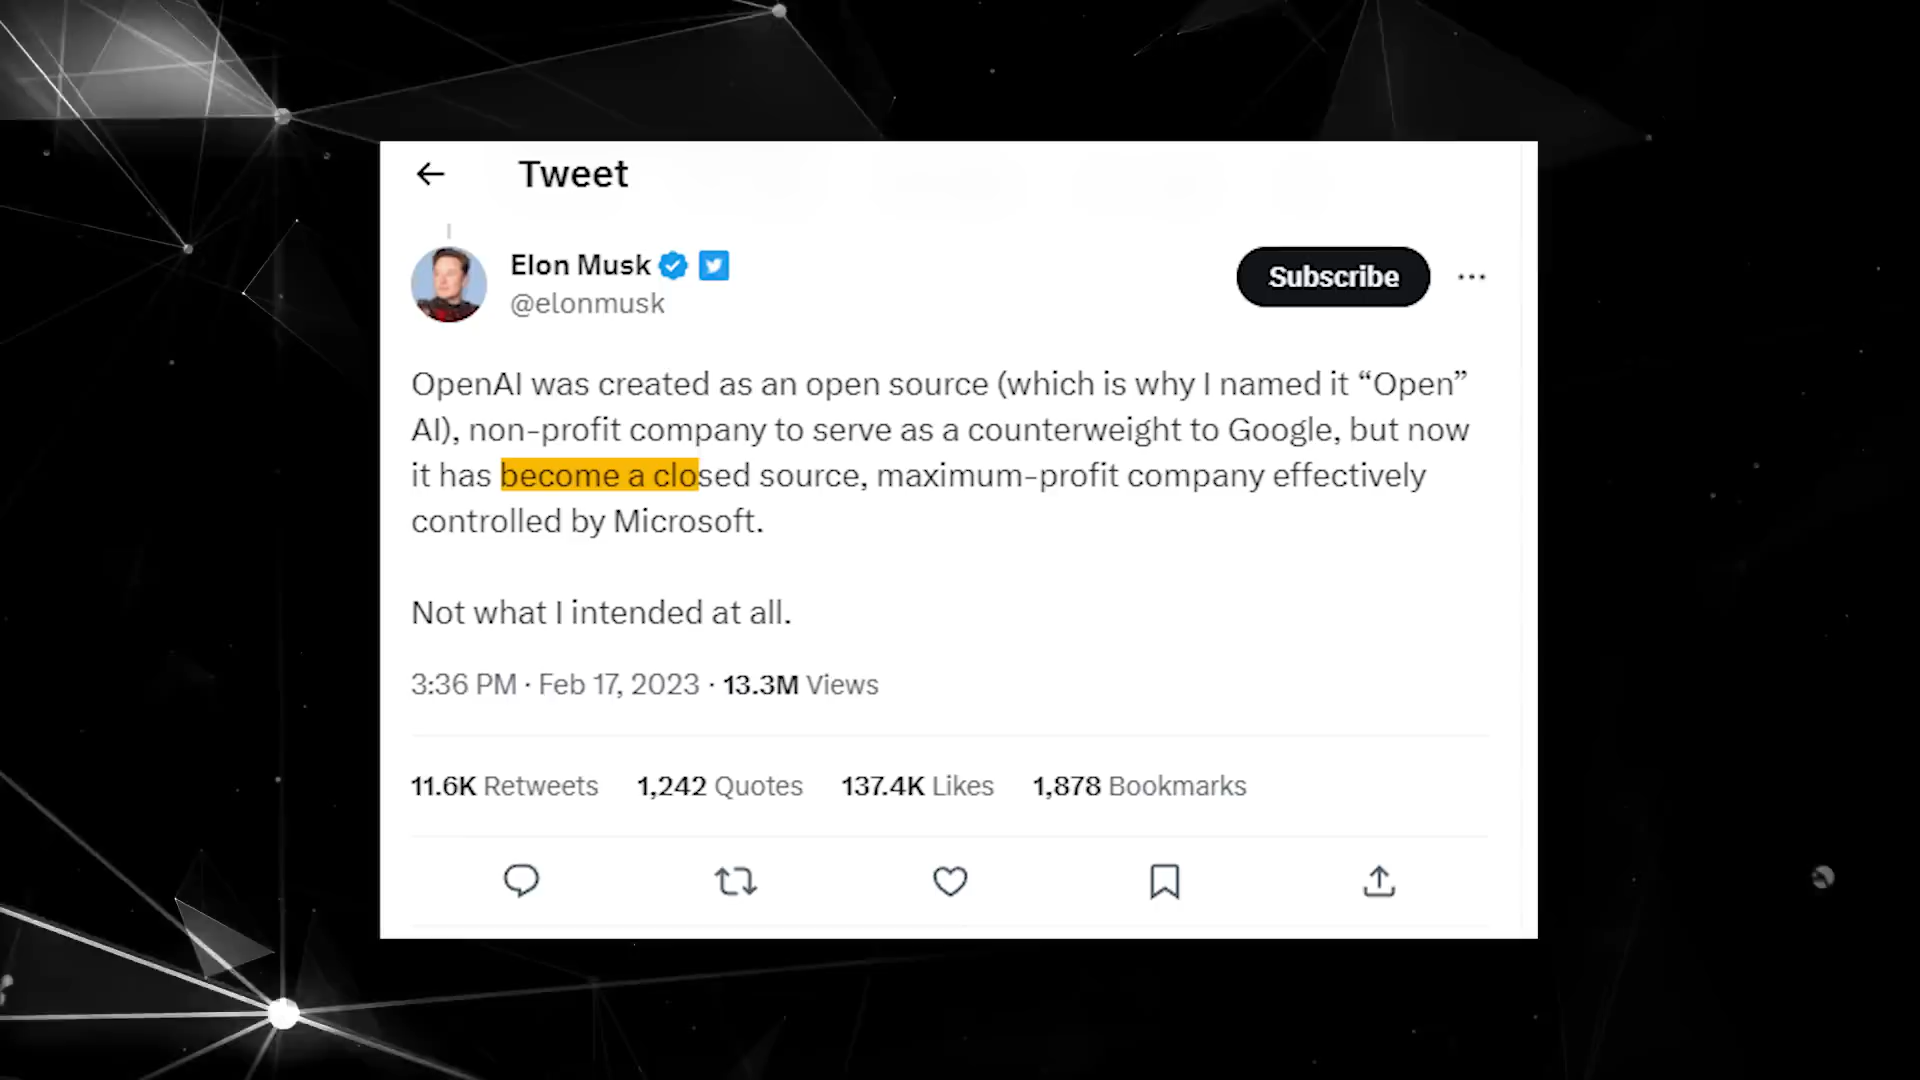 Tweet
Elon Musk
@elonmusk
Subscribe
OpenAI was created as an open source (which is why I named it “Open”
AI), non-profit company to serve as a counterweight to Google, but now
it has become a closed source, maximum-profit company effectively
controlled by Microsoft.
Not what I intended at all.
3:36 PM · Feb 17, 2023 · 13.3M Views
11.6K Retweets 1,242 Quotes 137.4K Likes 1,878 Bookmarks